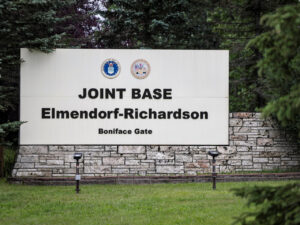 JOINT BASE
Elmendorf-Richardson
Boniface Gate